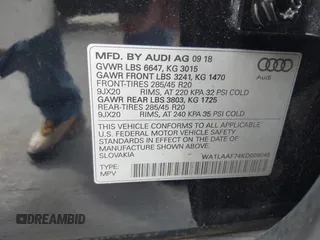 MFD. BY AUDI AG 09 18
GVWR LBS 6647, KG 3015
GAWR FRONT LBS 3241, KG 1470
FRONT-TIRES 285/45 R20
9JX20 RIMS, AT 220 KPA 32 PSI COLD
GAWR REAR LBS 3803, KG 1725
REAR-TIRES 285/45 R20
9JX20 RIMS, AT 240 KPA 35 PSI COLD
THIS VEHICLE CONFORMS TO ALL APPLICABLE
U.S. FEDERAL MOTOR VEHICLE SAFETY
STANDARDS IN EFFECT ON THE DATE OF
MANUFACTURE SHOWN ABOVE.
SLOVAKIA
TYPE:
MPV
Audi
DREAMBID